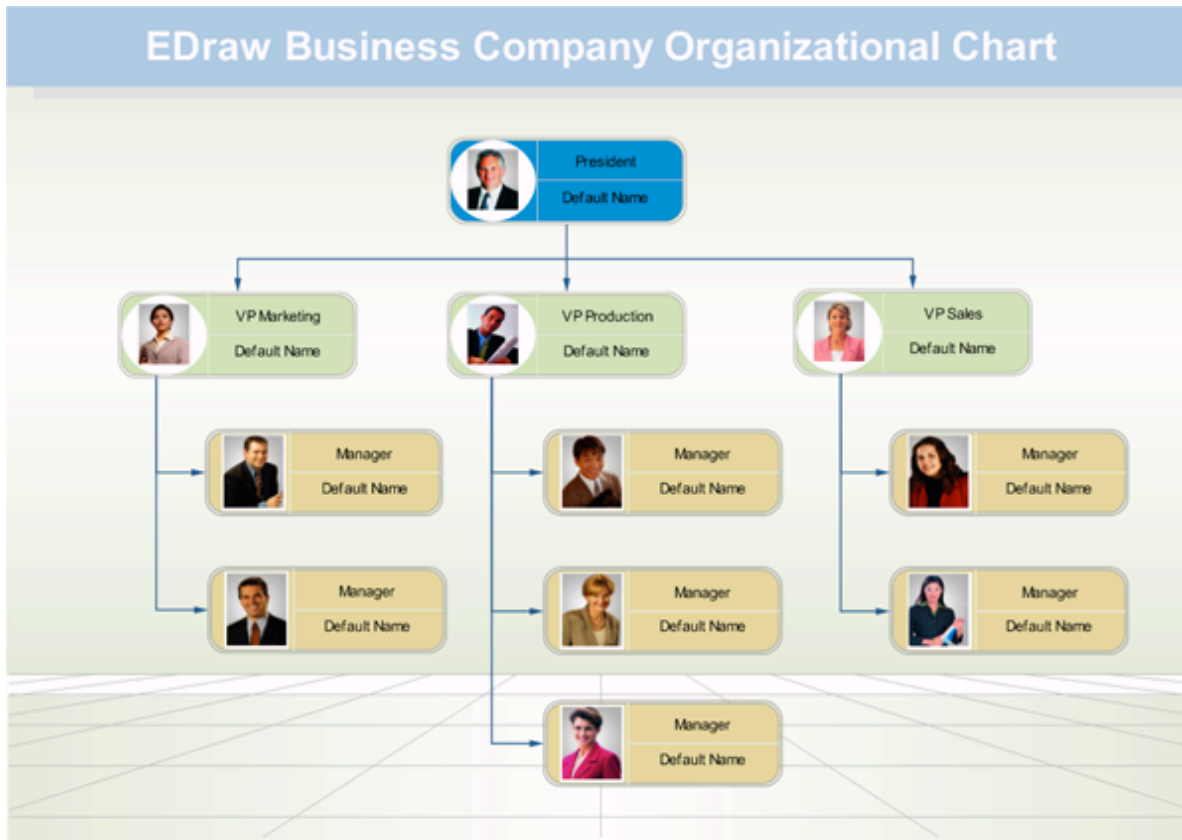 EDraw Business Company Organizational Chart
President
Default Name
VP Marketing
Default Name
VP Production
Default Name
VP Sales
Default Name
Manager
Default Name
Manager
Default Name
Manager
Default Name
Manager
Default Name
Manager
Default Name
Manager
Default Name
Manager
Default Name